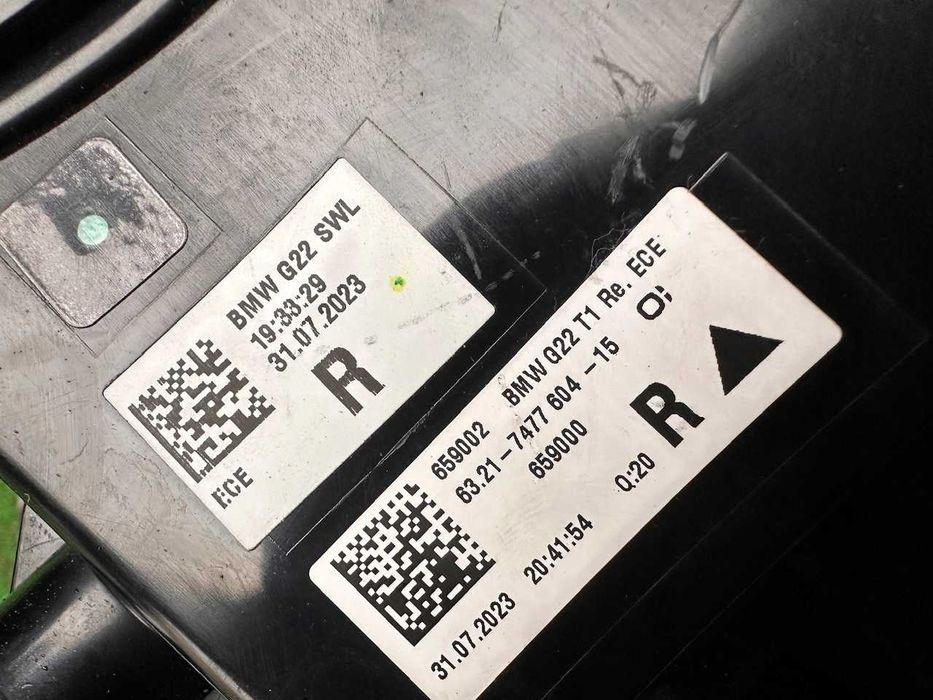 BMW G22 SWL
19:33:29
31.07.2023
R
ECE
BMW G22 T1 Re. ECE
659002
63.21-7477 604 -15
659000
R
Q:20
31.07.2023 20:41:54